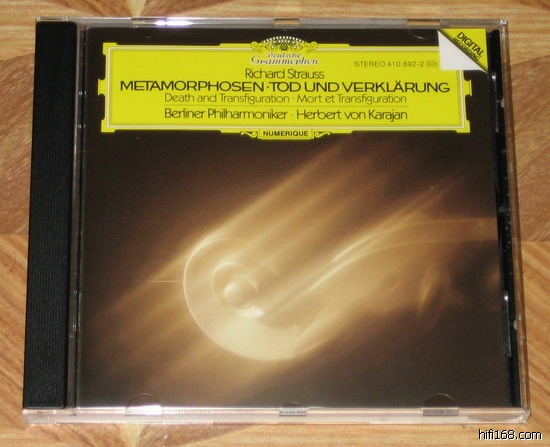 Deutsche
Grammophon
STEREO 410 892-2
DIGITAL
Richard Strauss
METAMORPHOSEN · TOD UND VERKLÄRUNG
Death and Transfiguration · Mort et Transfiguration
Berliner Philharmoniker · Herbert von Karajan
NUMERIQUE
hifi168.com